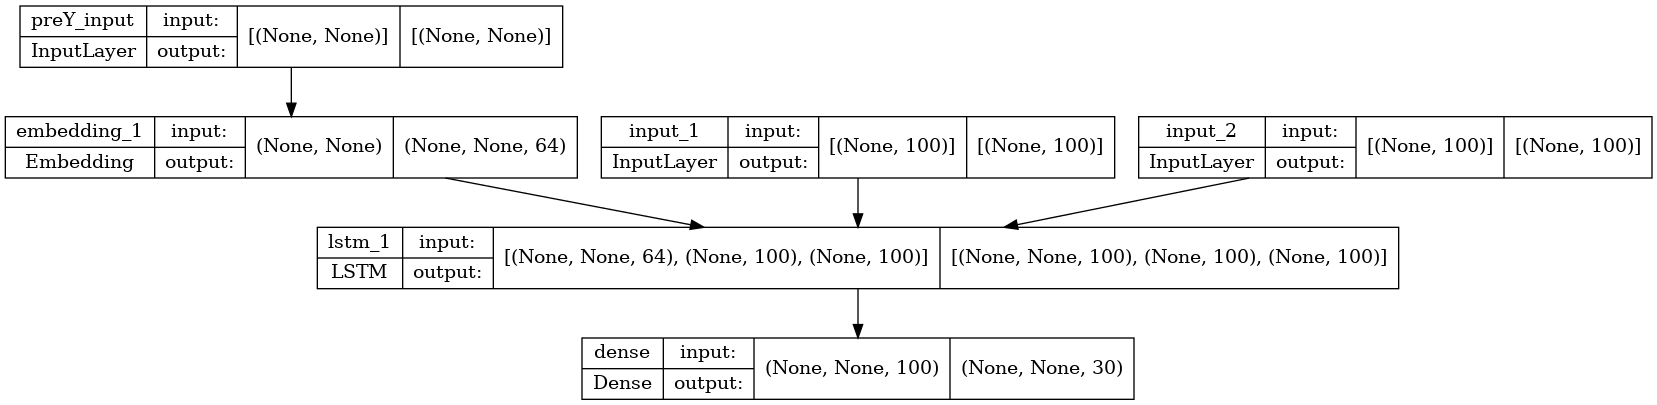 preY_input input: [(None, None)] [(None, None)]
InputLayer output:
embedding_1 input: (None, None) (None, None, 64)
Embedding output:
input_1 input: [(None, 100)] [(None, 100)]
InputLayer output:
input_2 input: [(None, 100)] [(None, 100)]
InputLayer output:
lstm_1 input: [(None, None, 64), (None, 100), (None, 100)] [(None, None, 100), (None, 100), (None, 100)]
LSTM output:
dense input: (None, None, 100) (None, None, 30)
Dense output: